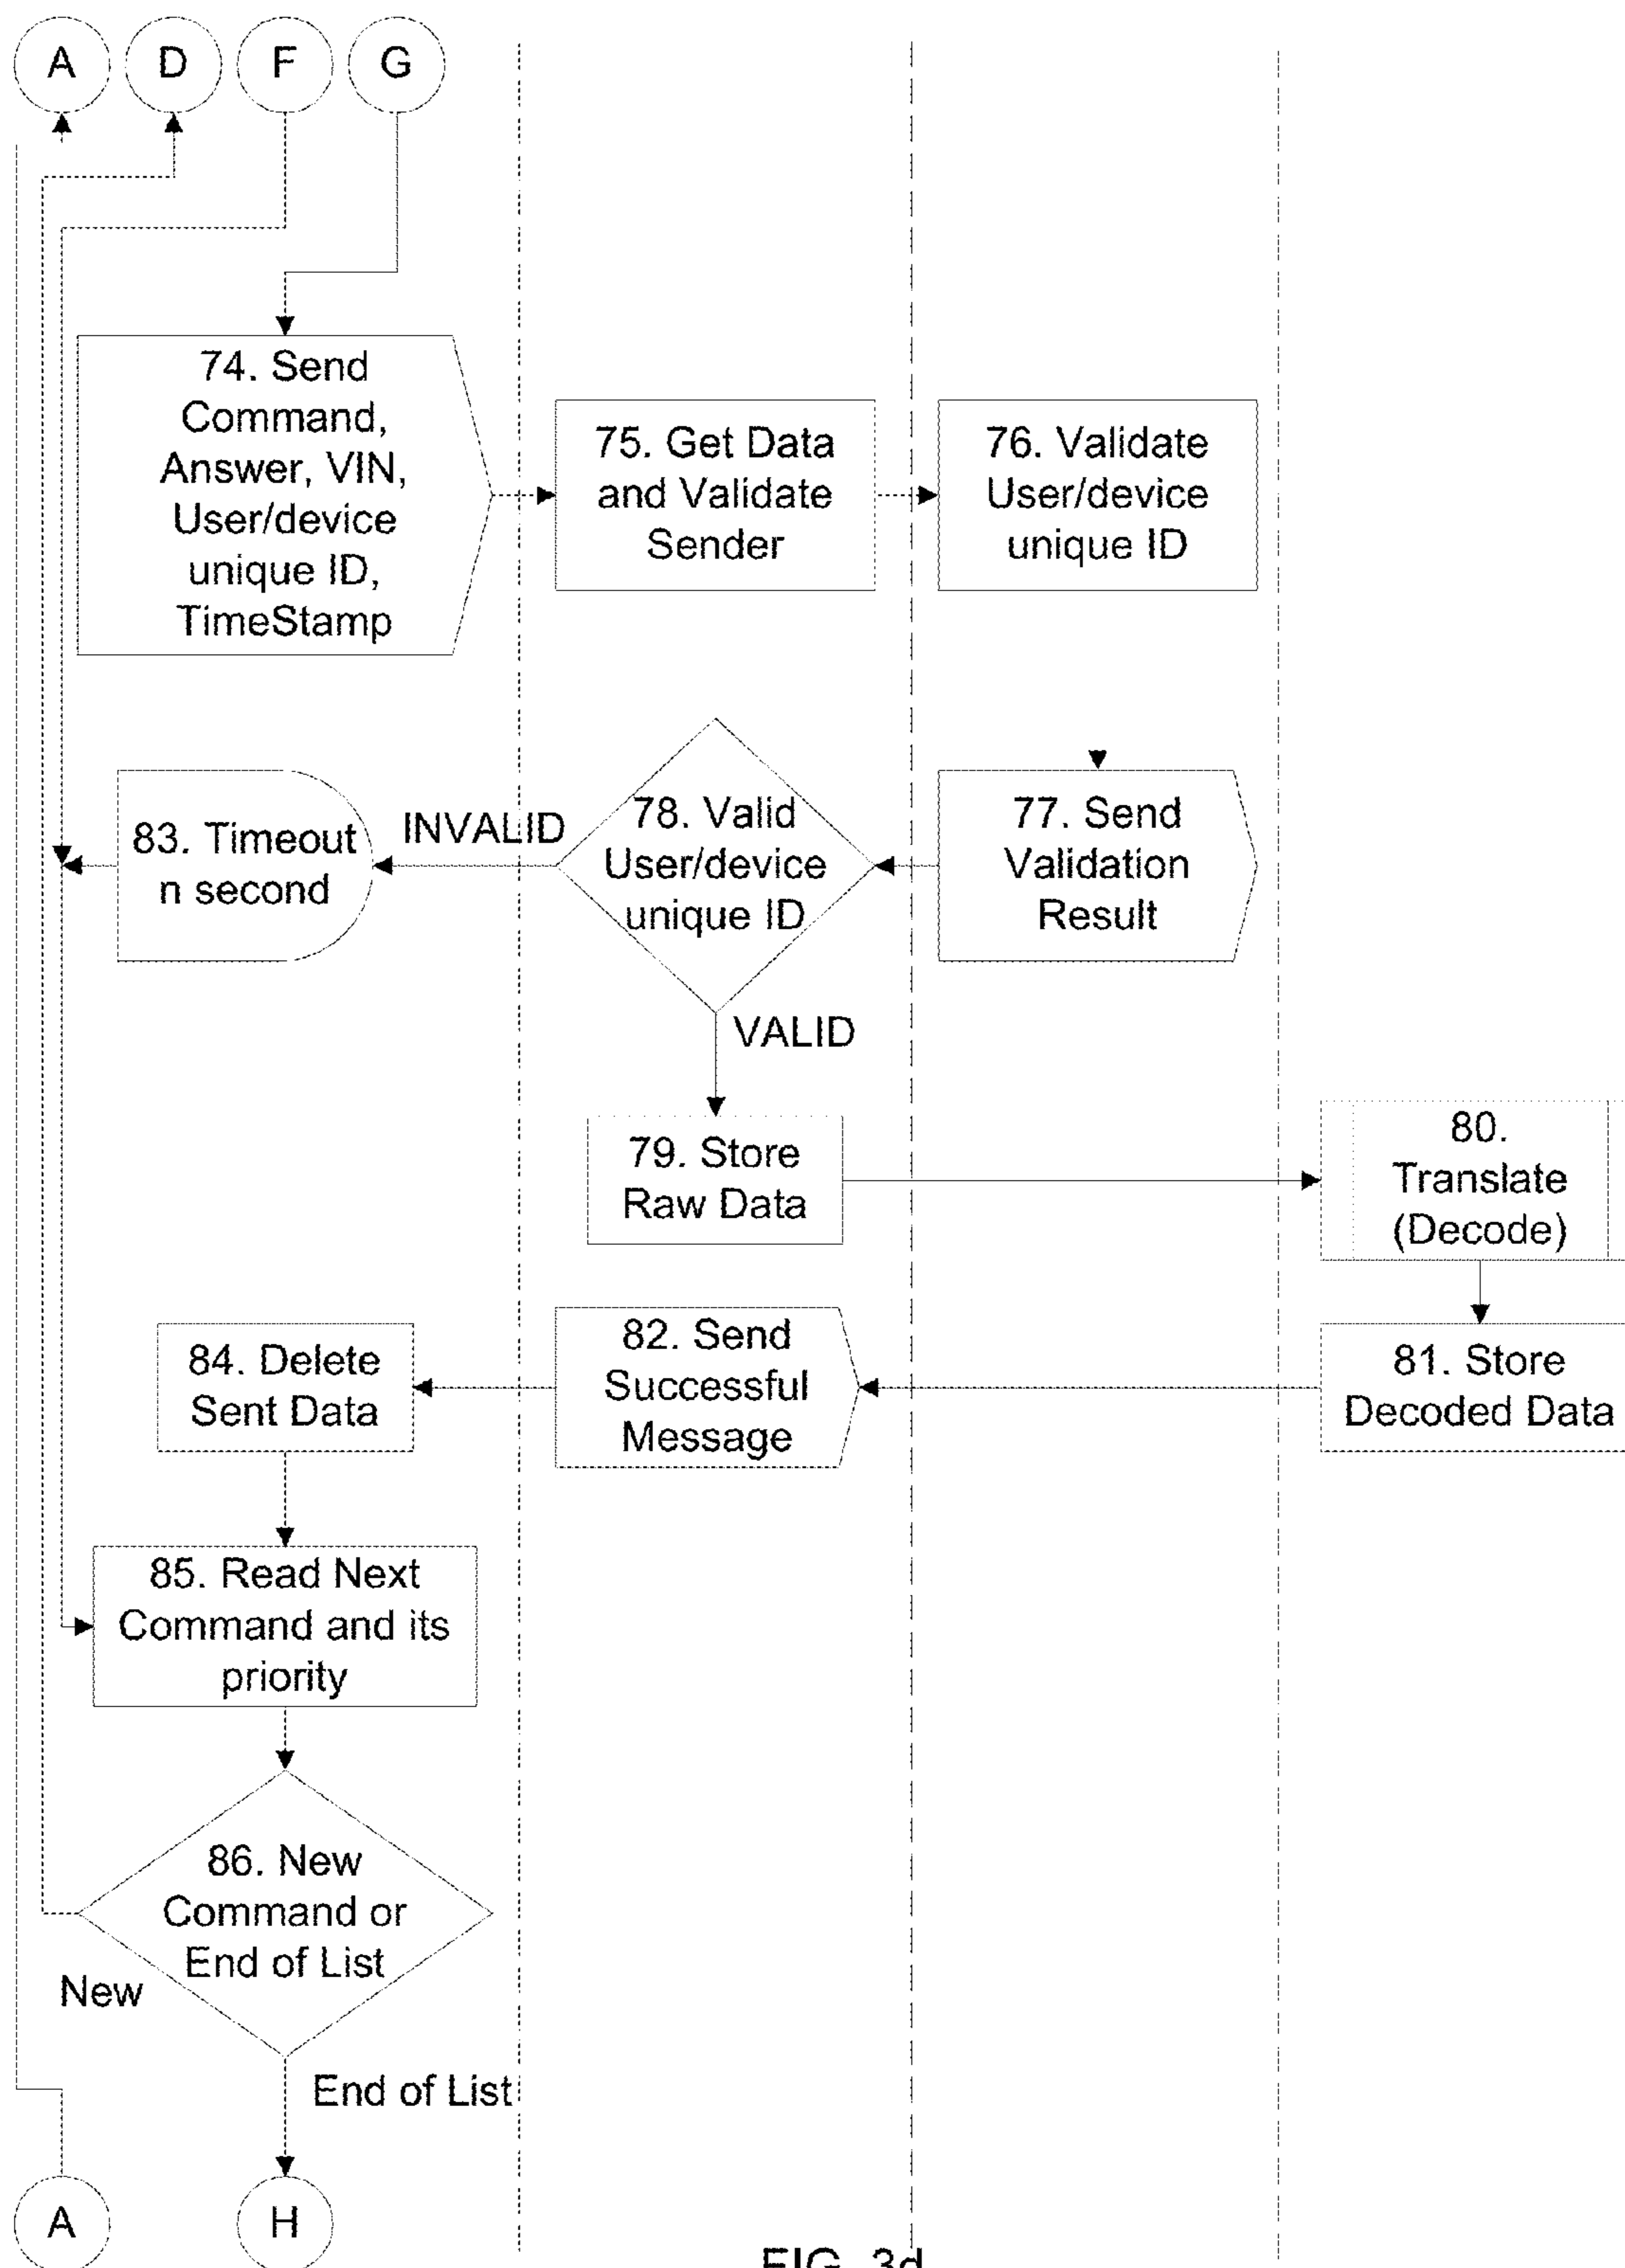 A
D
F
G
74. Send
Command,
Answer, VIN,
User/device
unique ID,
TimeStamp
75. Get Data
and Validate
Sender
76. Validate
User/device
unique ID
83. Timeout
n second
INVALID
78. Valid
User/device
unique ID
77. Send
Validation
Result
VALID
79. Store
Raw Data
80.
Translate
(Decode)
84. Delete
Sent Data
82. Send
Successful
Message
81. Store
Decoded Data
85. Read Next
Command and its
priority
86. New
Command or
End of List
New
End of List
A
H
FIG. 3d